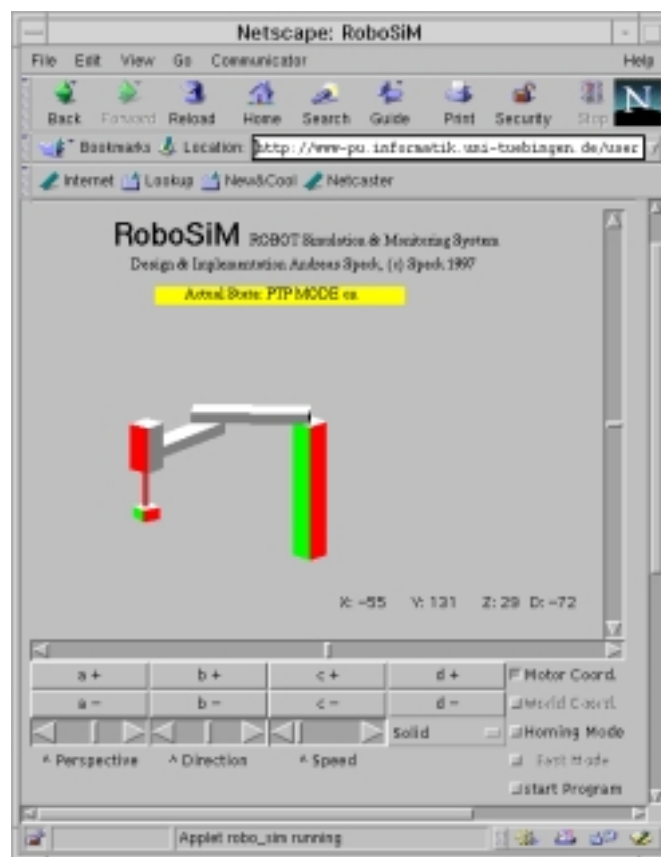 Netscape: RoboSiM
File Edit View Go Communicator Help
Back Forward Reload Home Search Guide Print Security Stop
N
Bookmarks Location: http://www-pu.informatik.uni-tuebingen.de/user
Internet Lookup New&Cool Netcaster
RoboSiM ROBOT Simulation & Monitoring System
Design & Implementation Andreas Speck, (c) Speck 1997
Actual State: PTP MODE on
X: -55 Y: 131 Z: 29 D: -72
a + b + c + d + Motor Coord.
a - b - c - d - World Coord.
Solid Homing Mode
^ Perspective ^ Direction ^ Speed Fast Mode
start Program
Applet robo_sim running